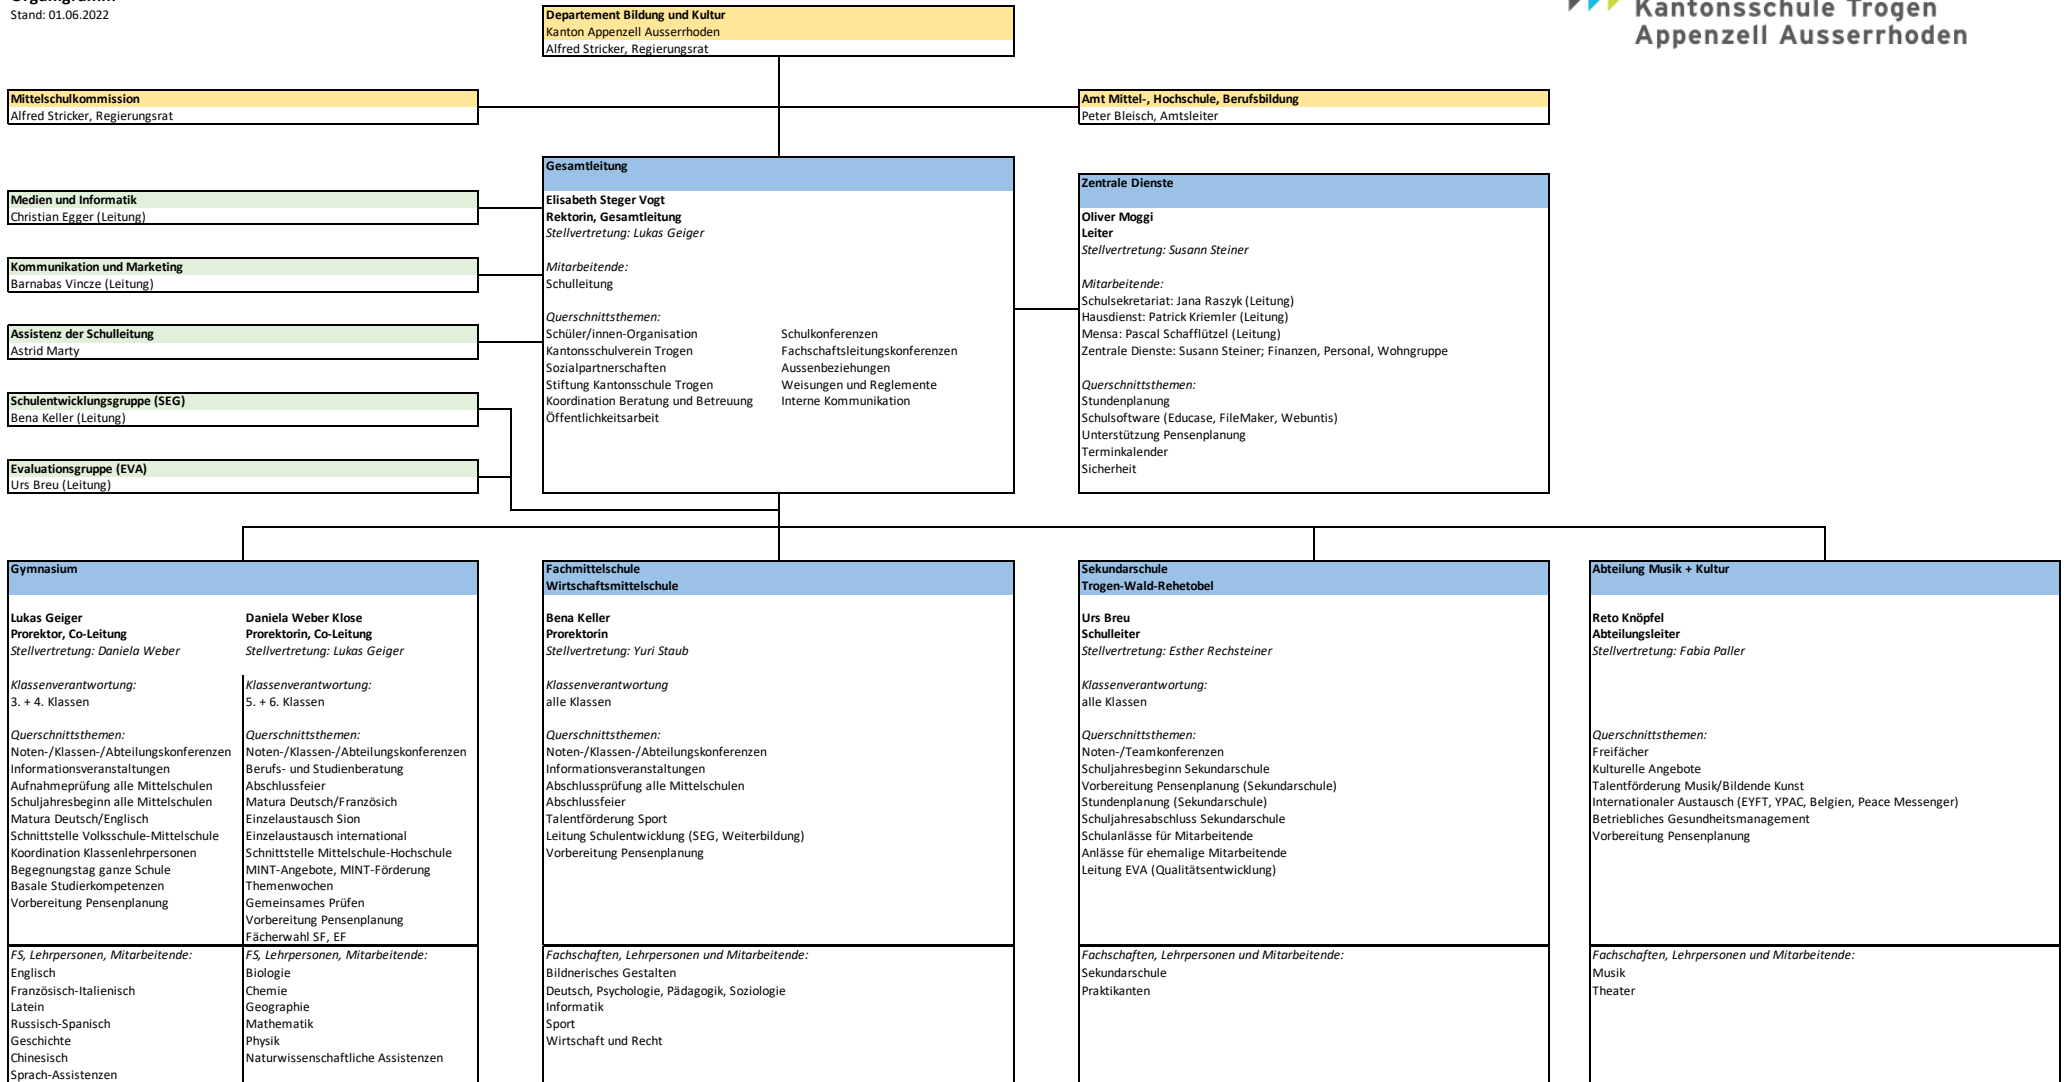 Organigramm
Stand: 01.06.2022
Kantonsschule Trogen
Appenzell Ausserrhoden
Departement Bildung und Kultur
Kanton Appenzell Ausserrhoden
Alfred Stricker, Regierungsrat
Mittelschulkommission
Alfred Stricker, Regierungsrat
Amt Mittel-, Hochschule, Berufsbildung
Peter Bleisch, Amtsleiter
Medien und Informatik
Christian Egger (Leitung)
Kommunikation und Marketing
Barnabas Vincze (Leitung)
Assistenz der Schulleitung
Astrid Marty
Schulentwicklungsgruppe (SEG)
Bena Keller (Leitung)
Evaluationsgruppe (EVA)
Urs Breu (Leitung)
Gesamtleitung
Elisabeth Steger Vogt
Rektorin, Gesamtleitung
Stellvertretung: Lukas Geiger
Mitarbeitende:
Schulleitung
Querschnittsthemen:
Schüler/innen-Organisation
Kantonsschulverein Trogen
Sozialpartnerschaften
Stiftung Kantonsschule Trogen
Koordination Beratung und Betreuung
Öffentlichkeitsarbeit
Schulkonferenzen
Fachschaftsleitungskonferenzen
Aussenbeziehungen
Weisungen und Reglemente
Interne Kommunikation
Zentrale Dienste
Oliver Moggi
Leiter
Stellvertretung: Susann Steiner
Mitarbeitende:
Schulsekretariat: Jana Raszyk (Leitung)
Hausdienst: Patrick Kriemler (Leitung)
Mensa: Pascal Schafflützel (Leitung)
Zentrale Dienste: Susann Steiner; Finanzen, Personal, Wohngruppe
Querschnittsthemen:
Stundenplanung
Schulsoftware (Educase, FileMaker, Webuntis)
Unterstützung Pensenplanung
Terminkalender
Sicherheit
Gymnasium
Lukas Geiger
Prorektor, Co-Leitung
Stellvertretung: Daniela Weber
Klassenverantwortung:
3. + 4. Klassen
Querschnittsthemen:
Noten-/Klassen-/Abteilungskonferenzen
Informationsveranstaltungen
Aufnahmeprüfung alle Mittelschulen
Schuljahresbeginn alle Mittelschulen
Matura Deutsch/Englisch
Schnittstelle Volksschule-Mittelschule
Koordination Klassenlehrpersonen
Begegnungstag ganze Schule
Basale Studierkompetenzen
Vorbereitung Pensenplanung
FS, Lehrpersonen, Mitarbeitende:
Englisch
Französisch-Italienisch
Latein
Russisch-Spanisch
Geschichte
Chinesisch
Sprach-Assistenzen
Daniela Weber Klose
Prorektorin, Co-Leitung
Stellvertretung: Lukas Geiger
Klassenverantwortung:
5. + 6. Klassen
Querschnittsthemen:
Noten-/Klassen-/Abteilungskonferenzen
Berufs- und Studienberatung
Abschlussfeier
Matura Deutsch/Französich
Einzelaustausch Sion
Einzelaustausch international
Schnittstelle Mittelschule-Hochschule
MINT-Angebote, MINT-Förderung
Themenwochen
Gemeinsames Prüfen
Vorbereitung Pensenplanung
Fächerwahl SF, EF
FS, Lehrpersonen, Mitarbeitende:
Biologie
Chemie
Geographie
Mathematik
Physik
Naturwissenschaftliche Assistenzen
Fachmittelschule
Wirtschaftsmittelschule
Bena Keller
Prorektorin
Stellvertretung: Yuri Staub
Klassenverantwortung
alle Klassen
Querschnittsthemen:
Noten-/Klassen-/Abteilungskonferenzen
Informationsveranstaltungen
Abschlussprüfung alle Mittelschulen
Abschlussfeier
Talentförderung Sport
Leitung Schulentwicklung (SEG, Weiterbildung)
Vorbereitung Pensenplanung
Fachschaften, Lehrpersonen und Mitarbeitende:
Bildnerisches Gestalten
Deutsch, Psychologie, Pädagogik, Soziologie
Informatik
Sport
Wirtschaft und Recht
Sekundarschule
Trogen-Wald-Rehetobel
Urs Breu
Schulleiter
Stellvertretung: Esther Rechsteiner
Klassenverantwortung:
alle Klassen
Querschnittsthemen:
Noten-/Teamkonferenzen
Schuljahresbeginn Sekundarschule
Vorbereitung Pensenplanung (Sekundarschule)
Stundenplanung (Sekundarschule)
Schuljahresabschluss Sekundarschule
Schulanlässe für Mitarbeitende
Anlässe für ehemalige Mitarbeitende
Leitung EVA (Qualitätsentwicklung)
Fachschaften, Lehrpersonen und Mitarbeitende:
Sekundarschule
Praktikanten
Abteilung Musik + Kultur
Reto Knöpfel
Abteilungsleiter
Stellvertretung: Fabia Paller
Querschnittsthemen:
Freifächer
Kulturelle Angebote
Talentförderung Musik/Bildende Kunst
Internationaler Austausch (EYFT, YPAC, Belgien, Peace Messenger)
Betriebliches Gesundheitsmanagement
Vorbereitung Pensenplanung
Fachschaften, Lehrpersonen und Mitarbeitende:
Musik
Theater